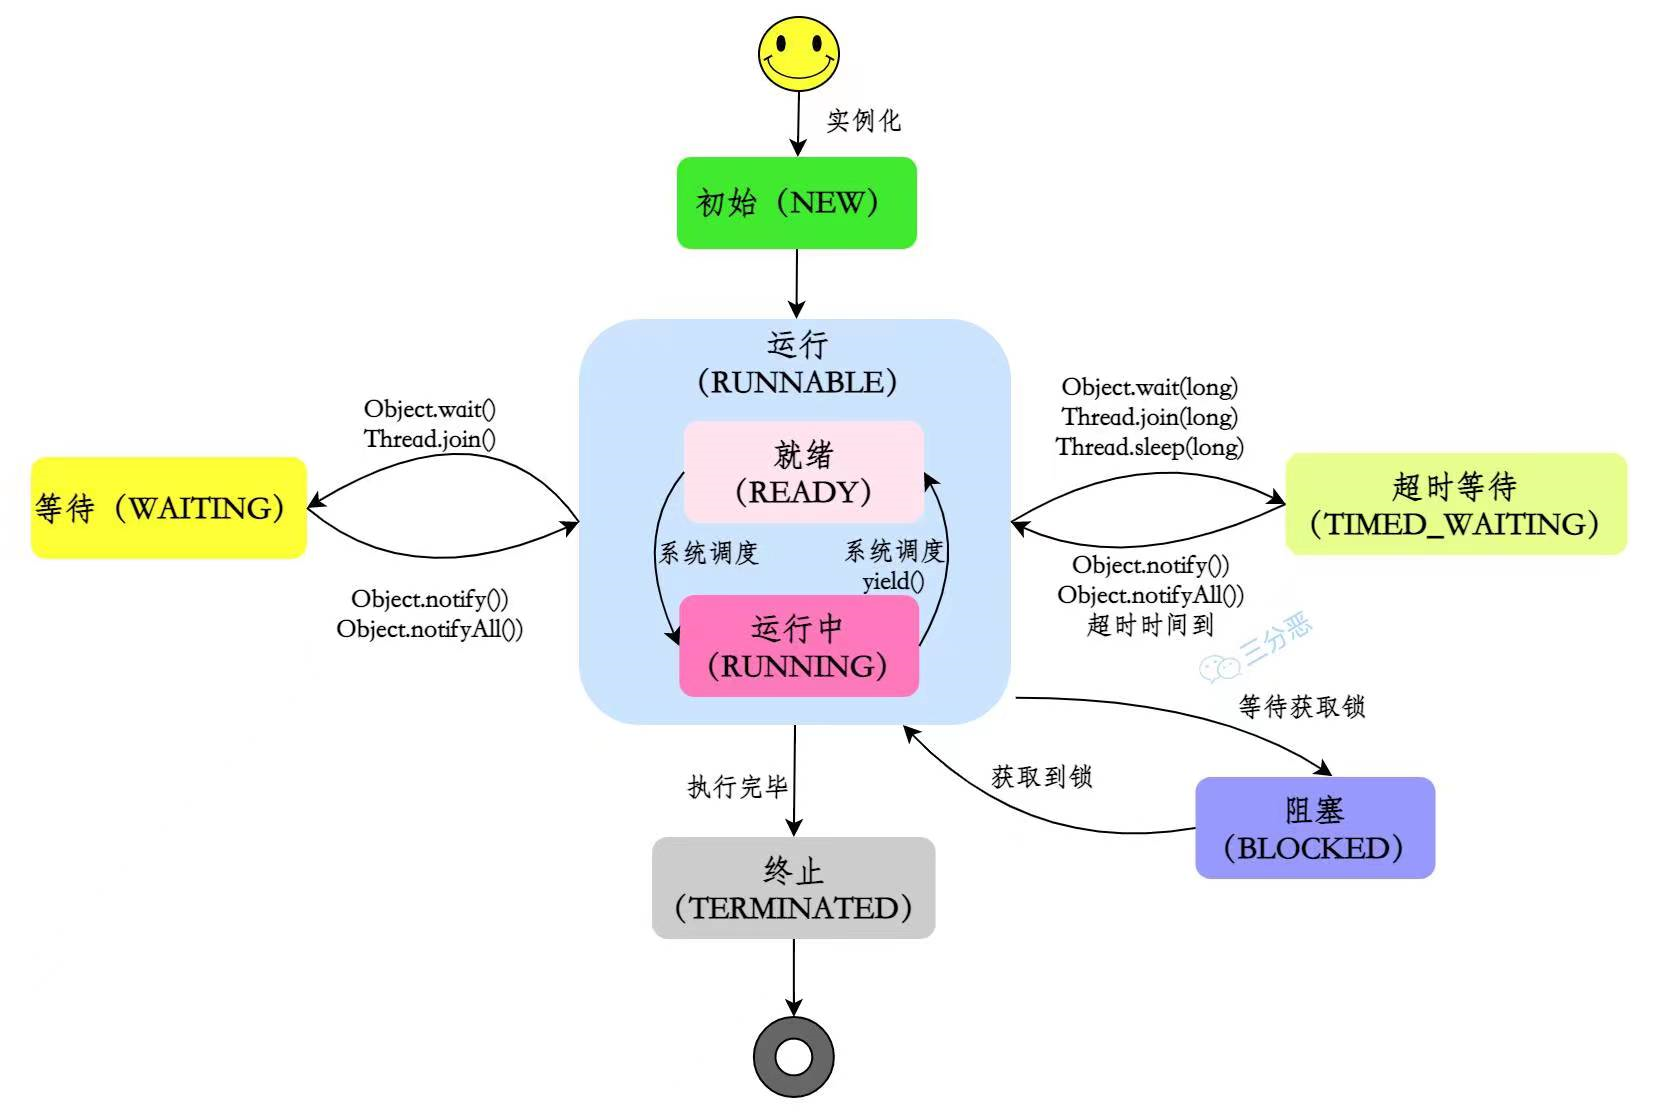 实例化
初始（NEW）
运行
（RUNNABLE）
Object.wait()
Thread.join()
等待（WAITING）
Object.notify())
Object.notifyAll())
就绪
（READY）
系统调度
系统调度
yield()
运行中
（RUNNING）
Object.wait(long)
Thread.join(long)
Thread.sleep(long)
超时等待
（TIMED_WAITING）
Object.notify())
Object.notifyAll())
超时时间到
三分恶
等待获取锁
获取到锁
阻塞
（BLOCKED）
执行完毕
终止
（TERMINATED）